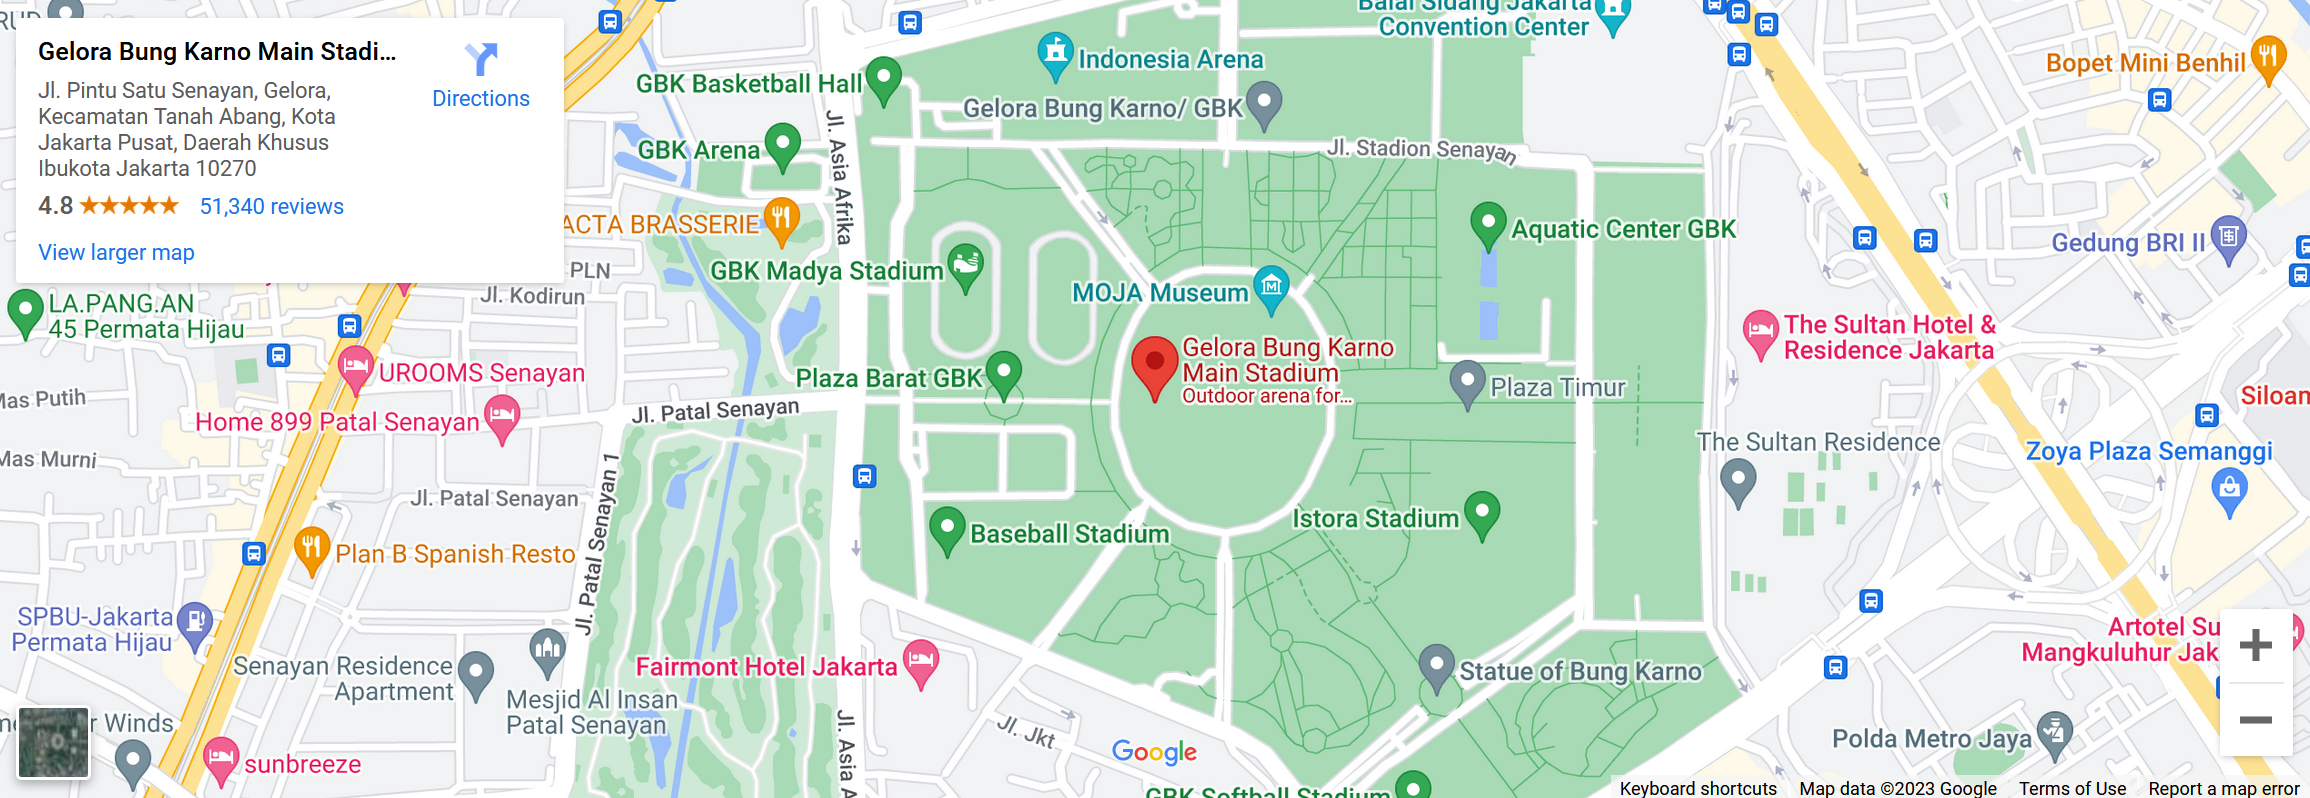 Gelora Bung Karno Main Stadi...
Jl. Pintu Satu Senayan, Gelora,
Kecamatan Tanah Abang, Kota
Jakarta Pusat, Daerah Khusus
Ibukota Jakarta 10270
4.8
51,340 reviews
View larger map
Directions
Balai Sidang Jakarta
Convention Center
Indonesia Arena
GBK Basketball Hall
Gelora Bung Karno/ GBK
Bopet Mini Benhil
GBK Arena
Jl. Asia Afrika
Jl. Stadion Senayan
ACTA BRASSERIE
Aquatic Center GBK
Gedung BRI II
PLN
GBK Madya Stadium
Jl. Kodirun
MOJA Museum
LA.PANG.AN
45 Permata Hijau
The Sultan Hotel &
Residence Jakarta
Gelora Bung Karno
Main Stadium
Outdoor arena for...
UROOMS Senayan
Plaza Barat GBK
Plaza Timur
Mas Putih
Siloam
Jl. Patal Senayan
Home 899 Patal Senayan
The Sultan Residence
Zoya Plaza Semanggi
Mas Murni
Jl. Patal Senayan
Jl. Patal Senayan 1
Istora Stadium
Baseball Stadium
Plan B Spanish Resto
SPBU-Jakarta
Permata Hijau
Artotel Su
Mangkuluhur Jak
Senayan Residence
Apartment
Fairmont Hotel Jakarta
Statue of Bung Karno
Mesjid Al Insan
Patal Senayan
Winds
Jl. Asia A
Jl. Jkt
Polda Metro Jaya
Google
sunbreeze
GBK Softball Stadium
Keyboard shortcuts
Map data ©2023 Google
Terms of Use
Report a map error